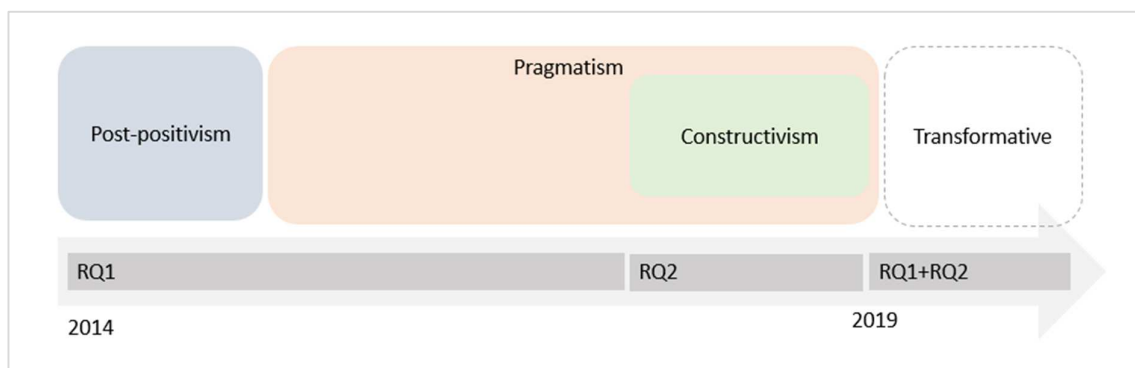 Pragmatism
Post-positivism
Constructivism
Transformative
RQ1
RQ2
RQ1+RQ2
2014
2019